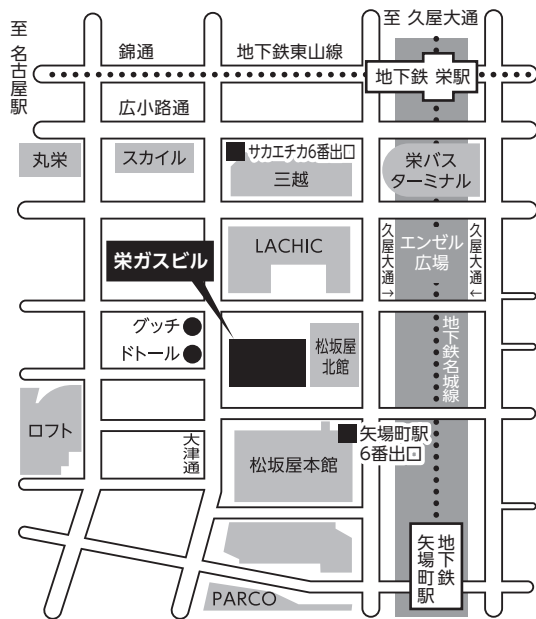 至 久屋大通
至 名古屋駅
錦通
地下鉄東山線
地下鉄 栄駅
広小路通
丸栄
スカイル
サカエチカ6番出口
三越
栄バス
ターミナル
LACHIC
久屋大通→
エンゼル
広場
久屋大通←
栄ガスビル
グッチ
ドトール
松坂屋
北館
地下鉄名城線
ロフト
大津通
松坂屋本館
矢場町駅
6番出口
地下鉄
矢場町駅
PARCO